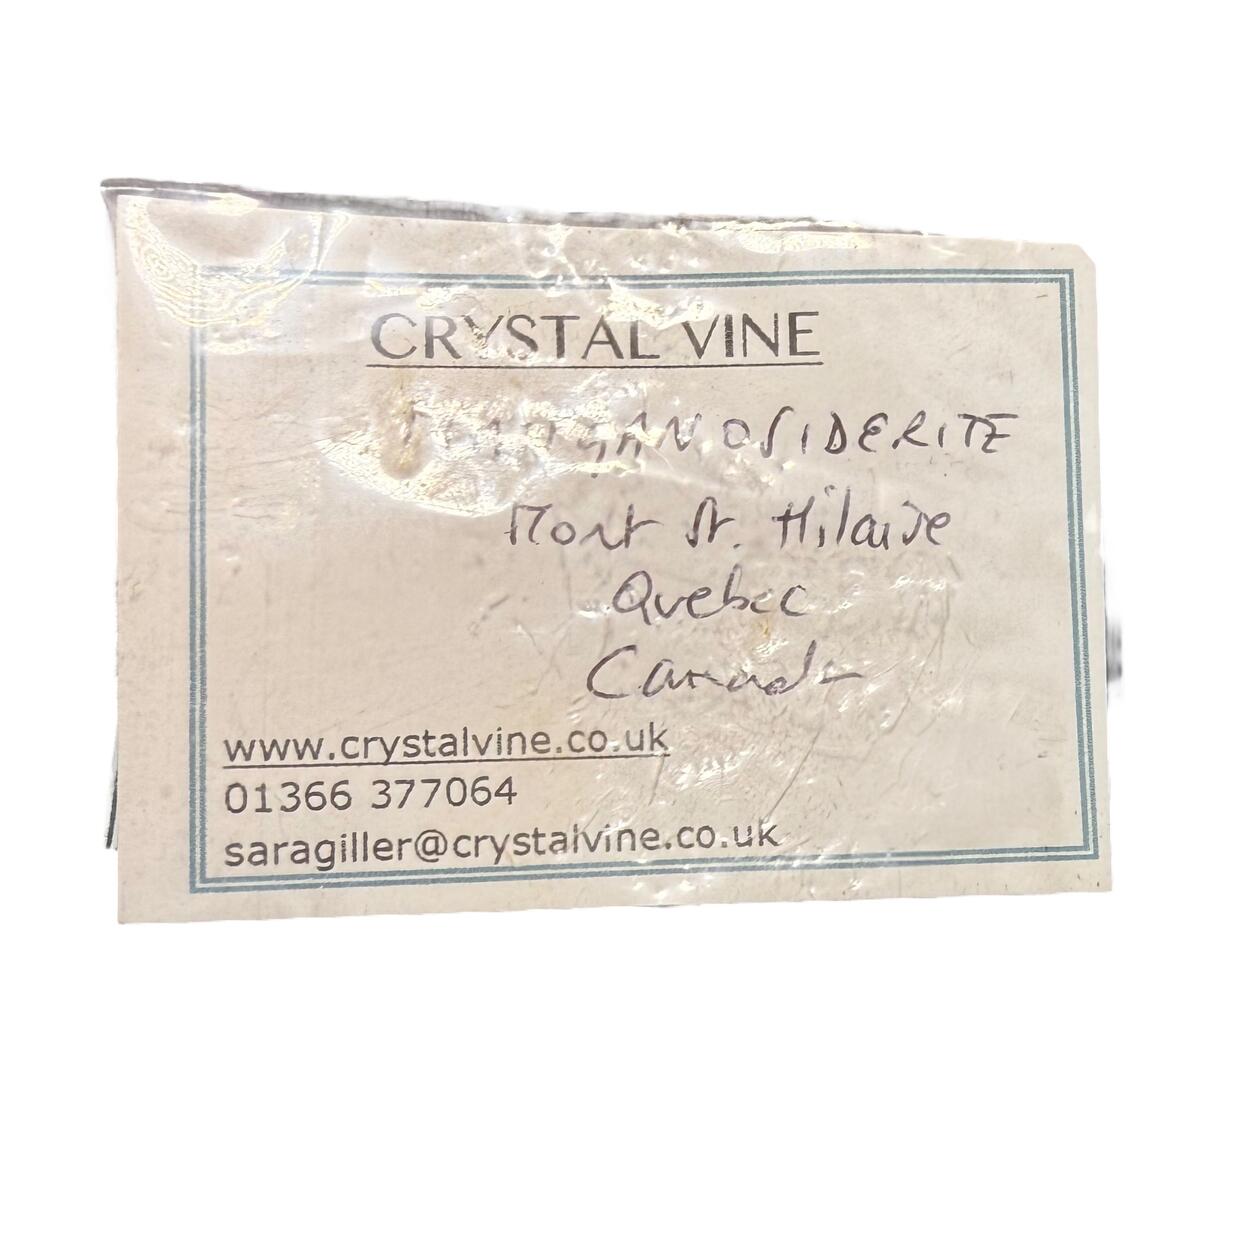 CRYSTAL VINE
Mont St. Hilaire
Quebec
Canada
www.crystalvine.co.uk
01366 377064
saragiller@crystalvine.co.uk